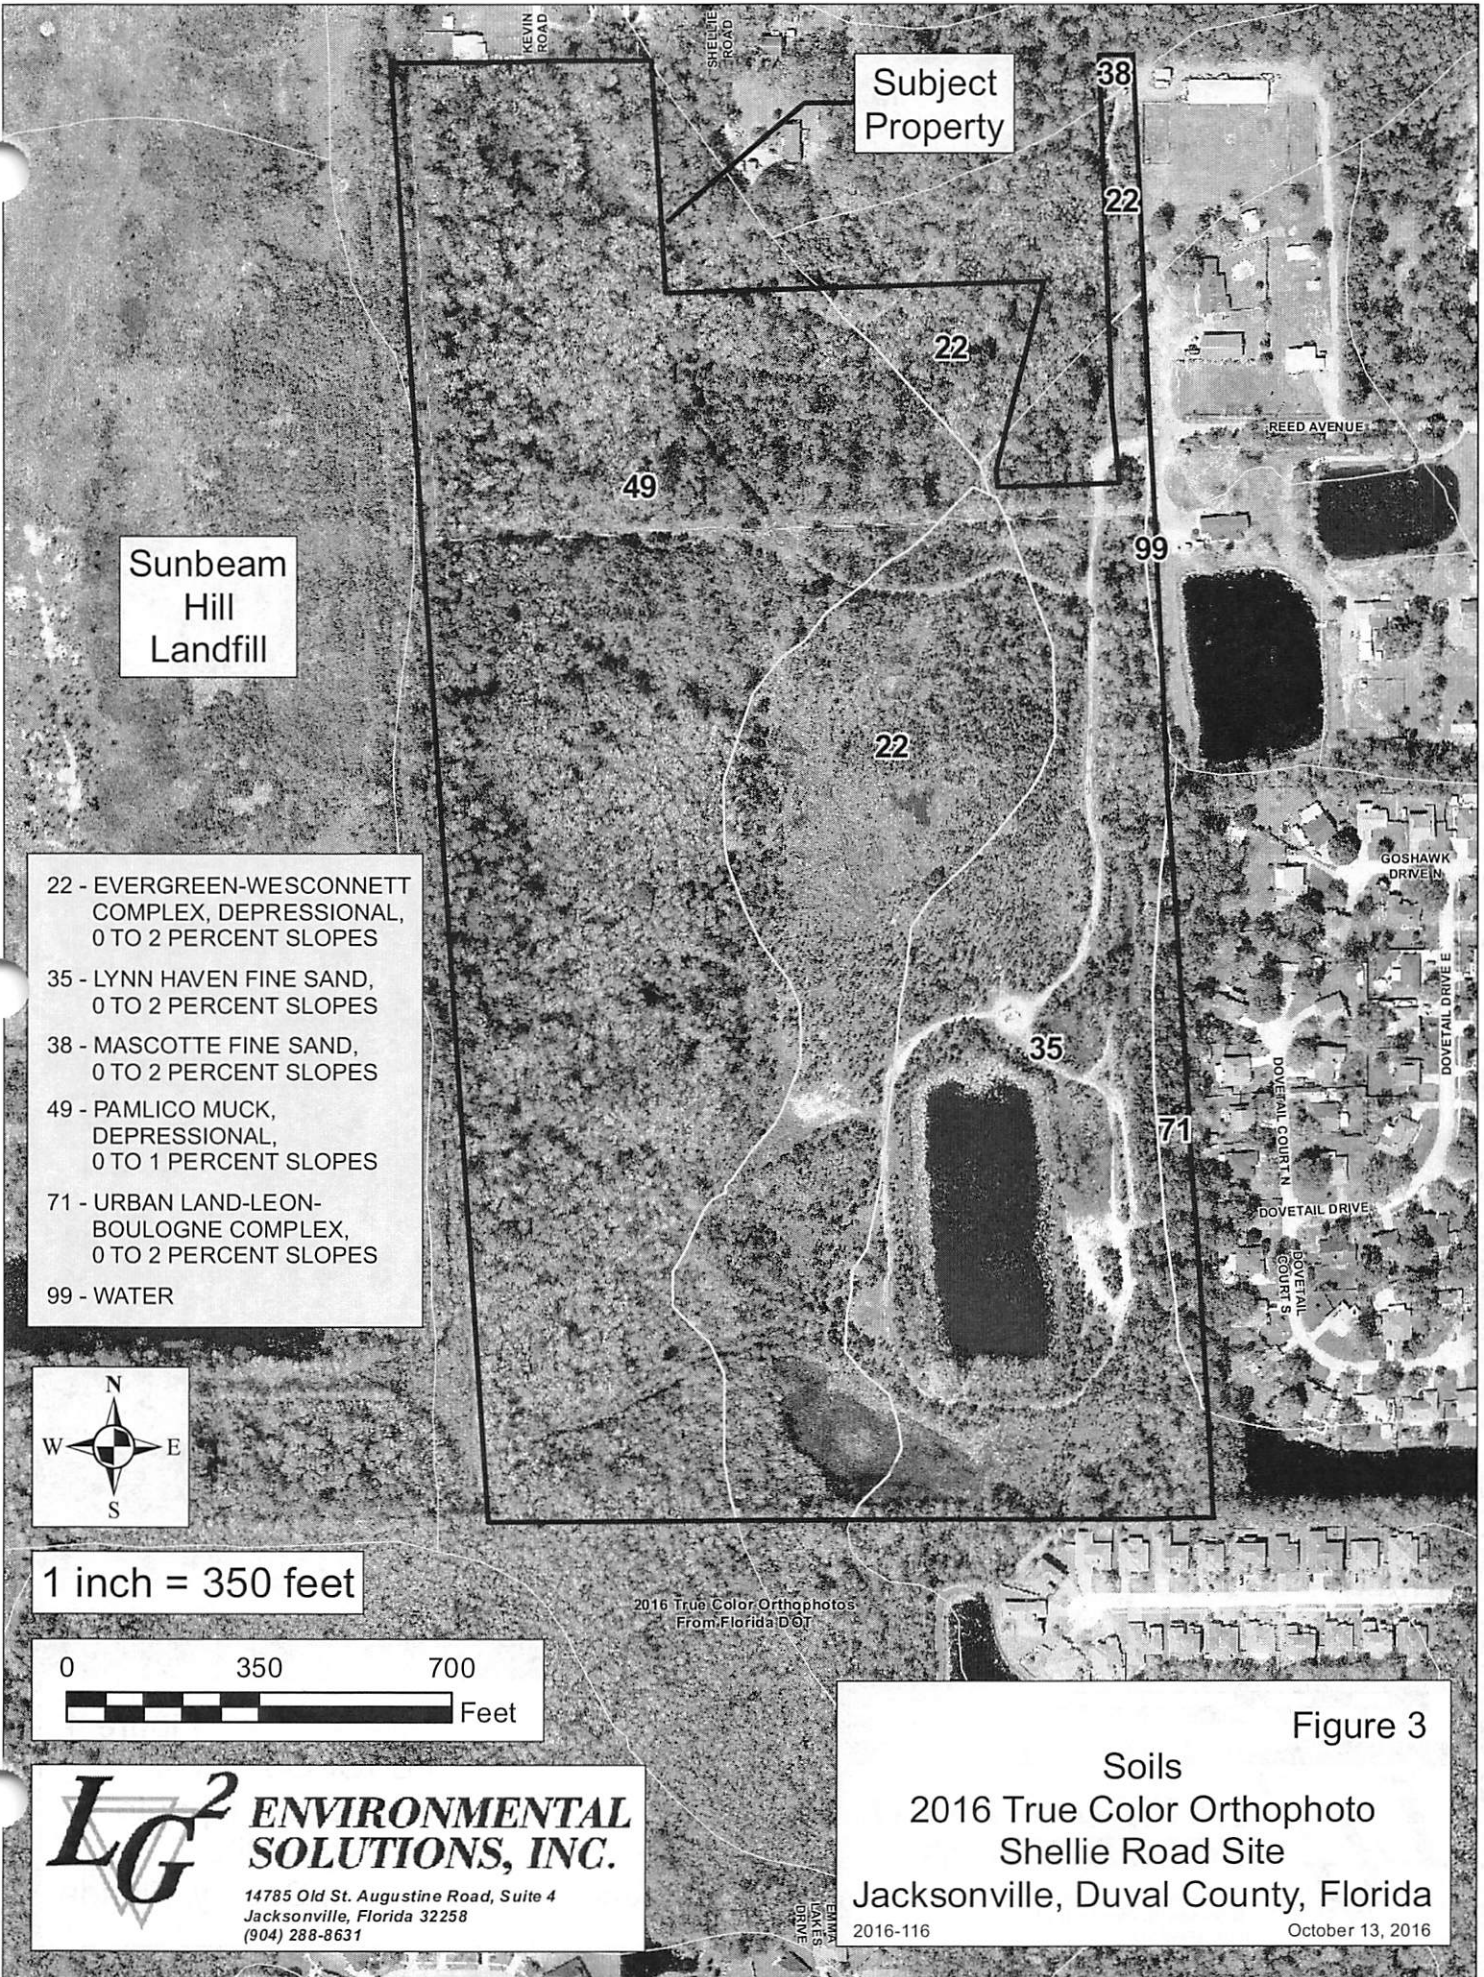 KEVIN
ROAD
SHELLIE
ROAD
Subject
Property
38
22
22
REED AVENUE
49
99
Sunbeam
Hill
Landfill
22
GOSHAWK
DRIVE N
22 - EVERGREEN-WESCONNETT
COMPLEX, DEPRESSIONAL,
0 TO 2 PERCENT SLOPES
35 - LYNN HAVEN FINE SAND,
0 TO 2 PERCENT SLOPES
38 - MASCOTTE FINE SAND,
0 TO 2 PERCENT SLOPES
49 - PAMLICO MUCK,
DEPRESSIONAL,
0 TO 1 PERCENT SLOPES
71 - URBAN LAND-LEON-
BOULOGNE COMPLEX,
0 TO 2 PERCENT SLOPES
99 - WATER
DOVETAIL DRIVE E
35
DOVETAIL COURT N
71
DOVETAIL DRIVE
DOVETAIL
COURT S
N
W E
S
1 inch = 350 feet
2016 True Color Orthophotos
From Florida DOT
0 350 700
Feet
LG2 ENVIRONMENTAL
SOLUTIONS, INC.
14785 Old St. Augustine Road, Suite 4
Jacksonville, Florida 32258
(904) 288-8631
EMMA
LAKES
DRIVE
Figure 3
Soils
2016 True Color Orthophoto
Shellie Road Site
Jacksonville, Duval County, Florida
2016-116 October 13, 2016